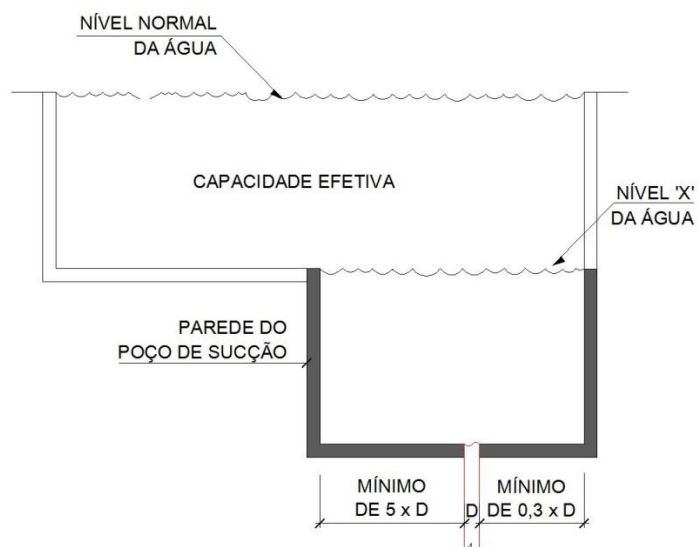 NÍVEL NORMAL
DA ÁGUA
CAPACIDADE EFETIVA
NÍVEL 'X'
DA ÁGUA
PAREDE DO
POÇO DE SUCÇÃO
MÍNIMO
DE 5 x D
D
MÍNIMO
DE 0,3 x D